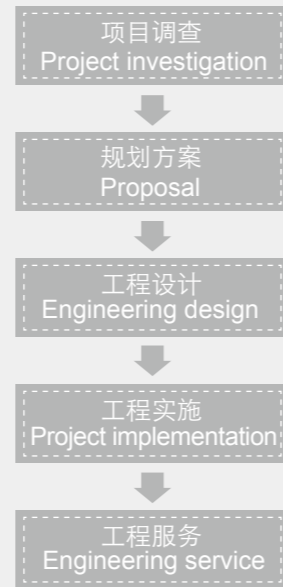 项目调查
Project investigation
规划方案
Proposal
工程设计
Engineering design
工程实施
Project implementation
工程服务
Engineering service